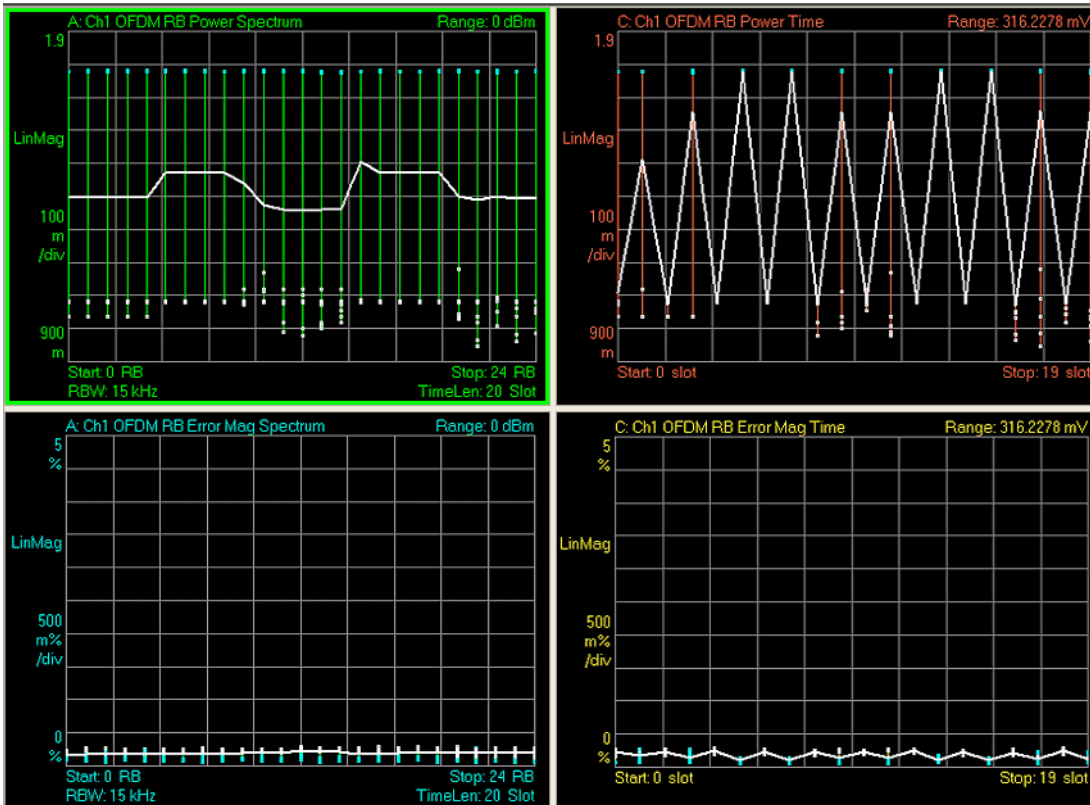 A: Ch1 OFDM RB Power Spectrum Range: 0 dBm
1.9
LinMag
100
m
/div
900
m
Start: 0 RB Stop: 24 RB
RBW: 15 kHz TimeLen: 20 Slot
C: Ch1 OFDM RB Power Time Range: 316.2278 mV
1.9
LinMag
100
m
/div
900
m
Start: 0 slot Stop: 19 slot
A: Ch1 OFDM RB Error Mag Spectrum Range: 0 dBm
5
%
LinMag
500
m%
/div
0
%
Start: 0 RB Stop: 24 RB
RBW: 15 kHz TimeLen: 20 Slot
C: Ch1 OFDM RB Error Mag Time Range: 316.2278 mV
5
%
LinMag
500
m%
/div
0
%
Start: 0 slot Stop: 19 slot